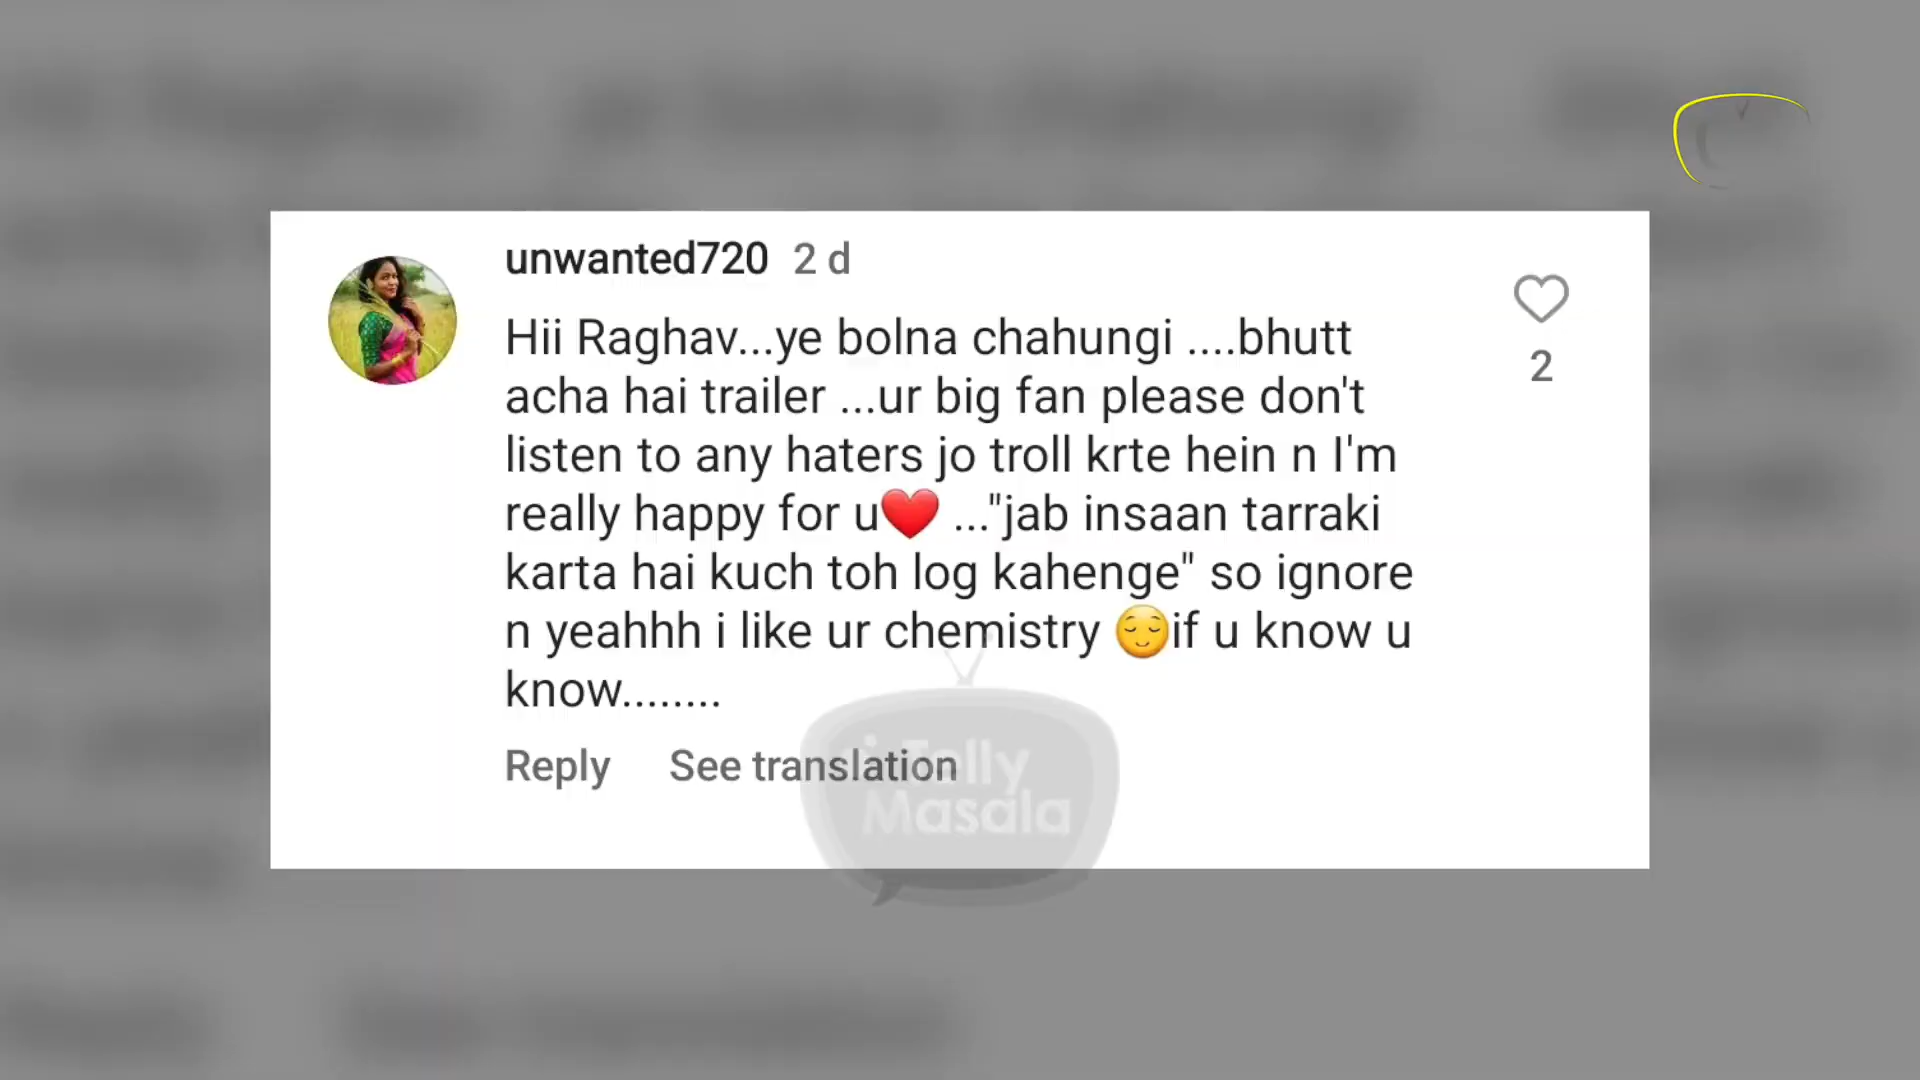 unwanted720 2 d
Hii Raghav...ye bolna chahungi ....bhutt
acha hai trailer ...ur big fan please don't
listen to any haters jo troll krte hein n I'm
really happy for u❤️ ..."jab insaan tarraki
karta hai kuch toh log kahenge" so ignore
n yeahhh i like ur chemistry 😌if u know u
know........
2
Reply See translation
Telly
Masala